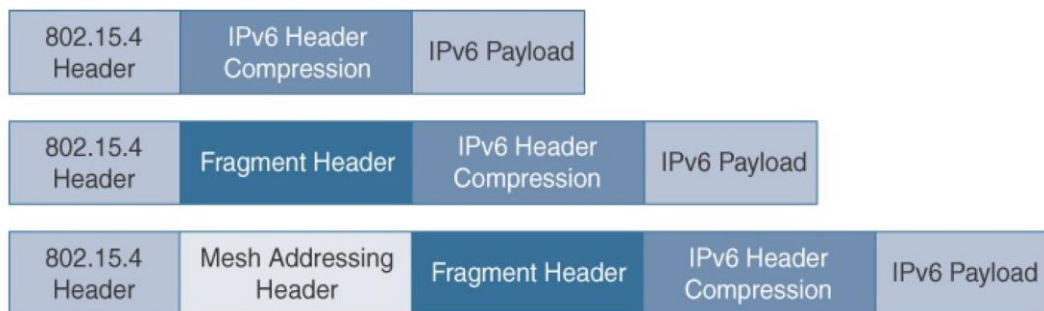 802.15.4
Header
IPv6 Header
Compression
IPv6 Payload
802.15.4
Header
Fragment Header
IPv6 Header
Compression
IPv6 Payload
802.15.4
Header
Mesh Addressing
Header
Fragment Header
IPv6 Header
Compression
IPv6 Payload